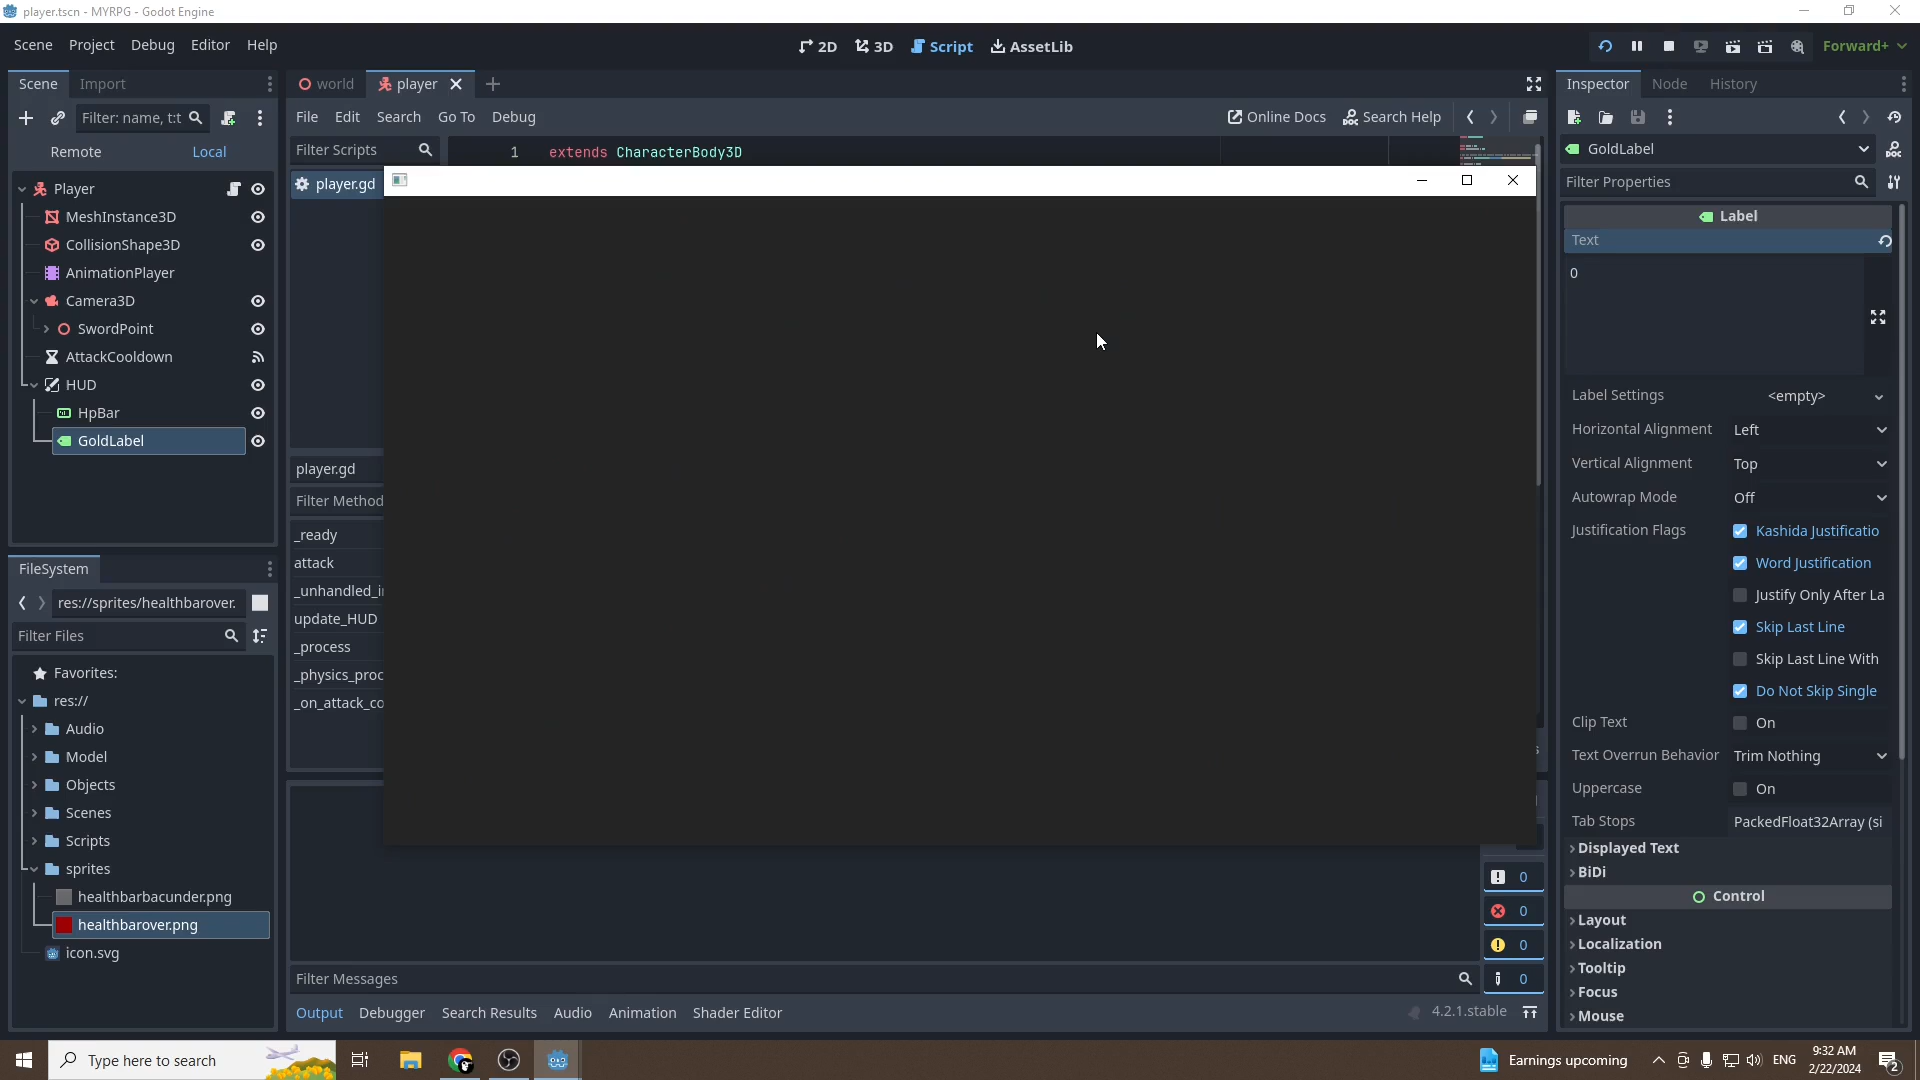 player.tscn - MYRPG - Godot Engine
Scene Project Debug Editor Help
2D 3D Script AssetLib
Forward+
Scene Import
world player
Inspector Node History
Filter: name, t:t
File Edit Search Go To Debug
Online Docs Search Help
Remote Local
Filter Scripts
1 extends CharacterBody3D
GoldLabel
Filter Properties
player.gd
Player
MeshInstance3D
CollisionShape3D
AnimationPlayer
Camera3D
SwordPoint
AttackCooldown
HUD
HpBar
GoldLabel
player.gd
Filter Method
_ready
attack
_unhandled_i
update_HUD
_process
_physics_proc
_on_attack_co
Label
Text
0
Label Settings <empty>
Horizontal Alignment Left
Vertical Alignment Top
Autowrap Mode Off
Justification Flags Kashida Justificatio
Word Justification
Justify Only After La
Skip Last Line
Skip Last Line With
Do Not Skip Single
Clip Text On
Text Overrun Behavior Trim Nothing
Uppercase On
Tab Stops PackedFloat32Array (si
Displayed Text
BiDi
Control
Layout
Localization
Tooltip
Focus
Mouse
FileSystem
res://sprites/healthbarover.
Filter Files
Favorites:
res://
Audio
Model
Objects
Scenes
Scripts
sprites
healthbarbacunder.png
healthbarover.png
icon.svg
0
0
0
0
Filter Messages
Output Debugger Search Results Audio Animation Shader Editor
4.2.1.stable
Type here to search
Earnings upcoming
ENG
9:32 AM
2/22/2024
2